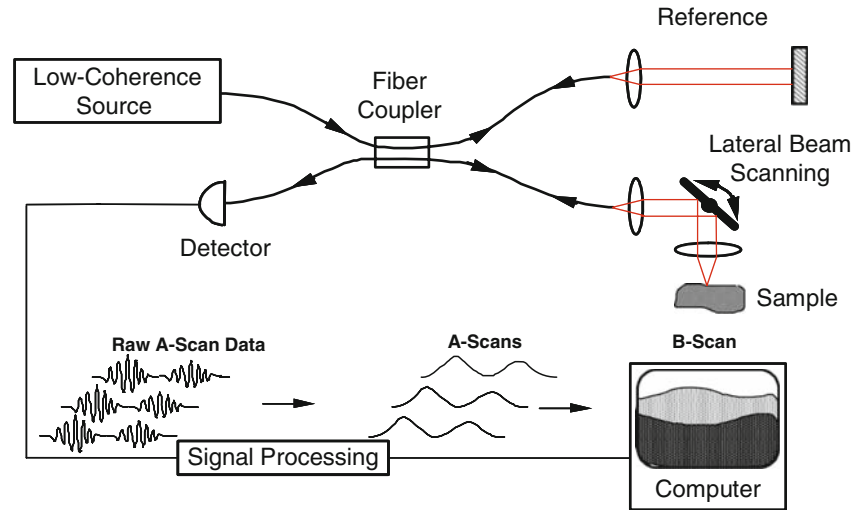 Reference
Low-Coherence
Source
Fiber
Coupler
Lateral Beam
Scanning
Detector
Sample
Raw A-Scan Data
A-Scans
B-Scan
Signal Processing
Computer